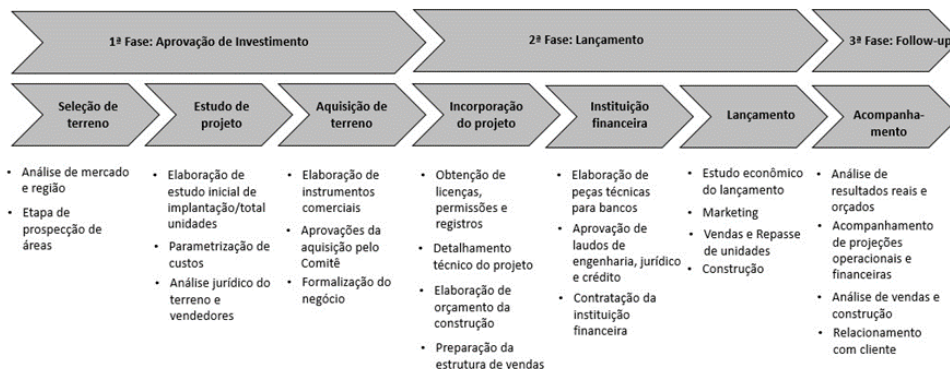 1ª Fase: Aprovação de Investimento
2ª Fase: Lançamento
3ª Fase: Follow-up
Seleção de
terreno
Estudo de
projeto
Aquisição de
terreno
Incorporação
do projeto
Instituição
financeira
Lançamento
Acompanha-
mento
• Análise de mercado
e região
• Etapa de
prospecção de
áreas
• Elaboração de
estudo inicial de
implantação/total
unidades
• Parametrização de
custos
• Análise jurídico do
terreno e
vendedores
• Elaboração de
instrumentos
comerciais
• Aprovações da
aquisição pelo
Comitê
• Formalização do
negócio
• Obtenção de
licenças,
permissões e
registros
• Detalhamento
técnico do projeto
• Elaboração de
orçamento da
construção
• Preparação da
estrutura de vendas
• Elaboração de
peças técnicas
para bancos
• Aprovação de
laudos de
engenharia, jurídico
e crédito
• Contratação da
instituição
financeira
• Estudo econômico
do lançamento
• Marketing
• Vendas e Repasse
de unidades
• Construção
• Análise de
resultados reais e
orçados
• Acompanhamento
de projeções
operacionais e
financeiras
• Análise de vendas e
construção
• Relacionamento
com cliente